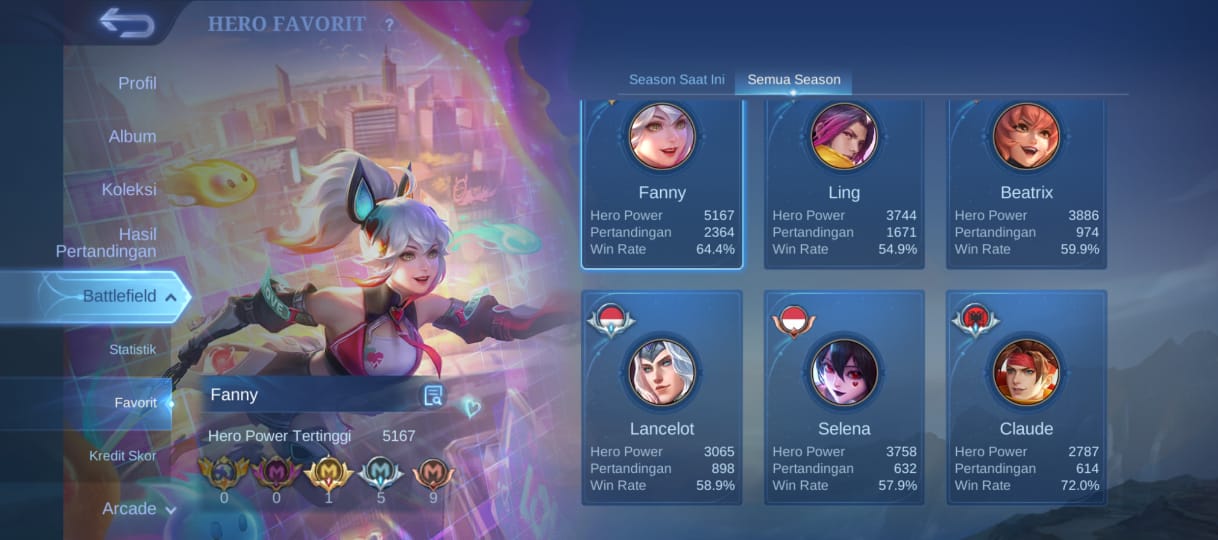 HERO FAVORIT ?
Profil
Album
Koleksi
Hasil
Pertandingan
Battlefield
Statistik
Favorit
Kredit Skor
Arcade
Fanny
Hero Power Tertinggi 5167
0 0 1 5 9
Season Saat Ini Semua Season
Fanny
Hero Power 5167
Pertandingan 2364
Win Rate 64.4%
Ling
Hero Power 3744
Pertandingan 1671
Win Rate 54.9%
Beatrix
Hero Power 3886
Pertandingan 974
Win Rate 59.9%
Lancelot
Hero Power 3065
Pertandingan 898
Win Rate 58.9%
Selena
Hero Power 3758
Pertandingan 632
Win Rate 57.9%
Claude
Hero Power 2787
Pertandingan 614
Win Rate 72.0%